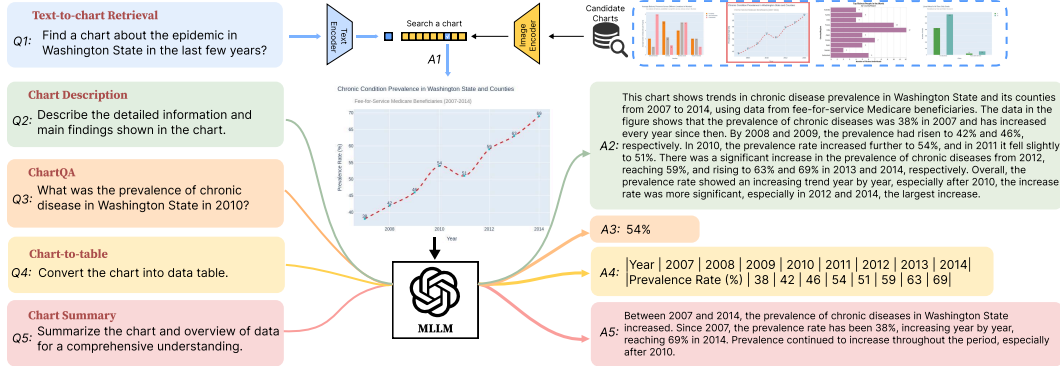 Text-to-chart Retrieval
Q1: Find a chart about the epidemic in
Washington State in the last few years?
Text
Encoder
Search a chart
A1
Image
Encoder
Candidate
Charts
Chart Description
Q2: Describe the detailed information and
main findings shown in the chart.
ChartQA
Q3: What was the prevalence of chronic
disease in Washington State in 2010?
Chart-to-table
Q4: Convert the chart into data table.
Chart Summary
Q5: Summarize the chart and overview of data
for a comprehensive understanding.
Chronic Condition Prevalence in Washington State and Counties
Fee-for-Service Medicare Beneficiaries (2007-2014)
Prevalence Rate (%)
70
65
60
55
50
45
40
2008
2010
2012
2014
Year
MLLM
A2: This chart shows trends in chronic disease prevalence in Washington State and its counties
from 2007 to 2014, using data from fee-for-service Medicare beneficiaries. The data in the
figure shows that the prevalence of chronic diseases was 38% in 2007 and has increased
every year since then. By 2008 and 2009, the prevalence had risen to 42% and 46%,
respectively. In 2010, the prevalence rate increased further to 54%, and in 2011 it fell slightly
to 51%. There was a significant increase in the prevalence of chronic diseases from 2012,
reaching 59%, and rising to 63% and 69% in 2013 and 2014, respectively. Overall, the
prevalence rate showed an increasing trend year by year, especially after 2010, the increase
rate was more significant, especially in 2012 and 2014, the largest increase.
A3: 54%
A4: |Year | 2007 | 2008 | 2009 | 2010 | 2011 | 2012 | 2013 | 2014|
|Prevalence Rate (%) | 38 | 42 | 46 | 54 | 51 | 59 | 63 | 69|
A5: Between 2007 and 2014, the prevalence of chronic diseases in Washington State
increased. Since 2007, the prevalence rate has been 38%, increasing year by year,
reaching 69% in 2014. Prevalence continued to increase throughout the period, especially
after 2010.